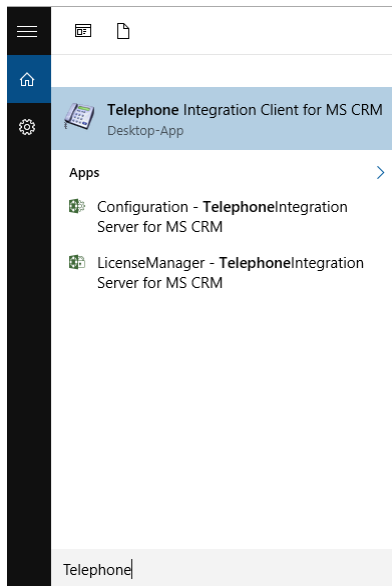 Telephone Integration Client for MS CRM
Desktop-App
Apps
Configuration - TelephoneIntegration
Server for MS CRM
LicenseManager - TelephoneIntegration
Server for MS CRM
Telephone